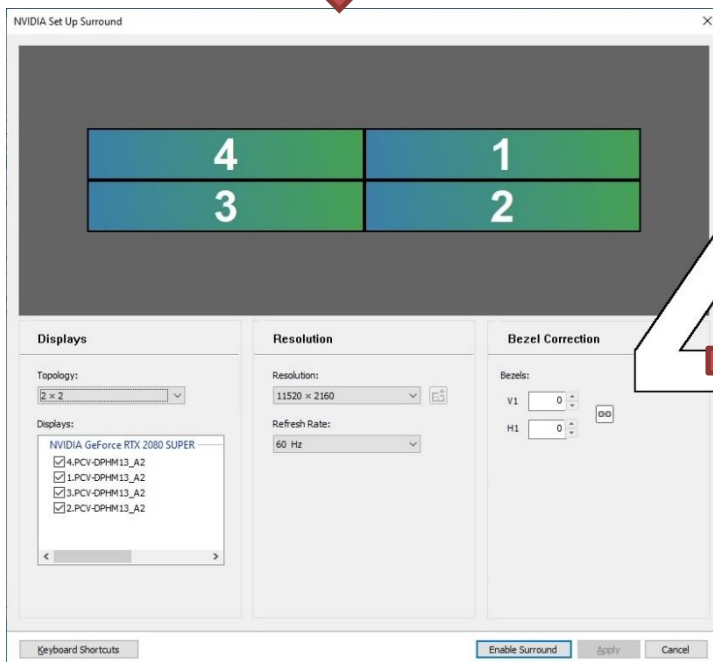 NVIDIA Set Up Surround
4 1
3 2
4
Displays
Topology:
2 × 2
Displays:
NVIDIA GeForce RTX 2080 SUPER
4.PCV-DPHM13_A2
1.PCV-DPHM13_A2
3.PCV-DPHM13_A2
2.PCV-DPHM13_A2
Resolution
Resolution:
11520 × 2160
Refresh Rate:
60 Hz
Bezel Correction
Bezels:
V1 0
H1 0
Keyboard Shortcuts
Enable Surround Apply Cancel